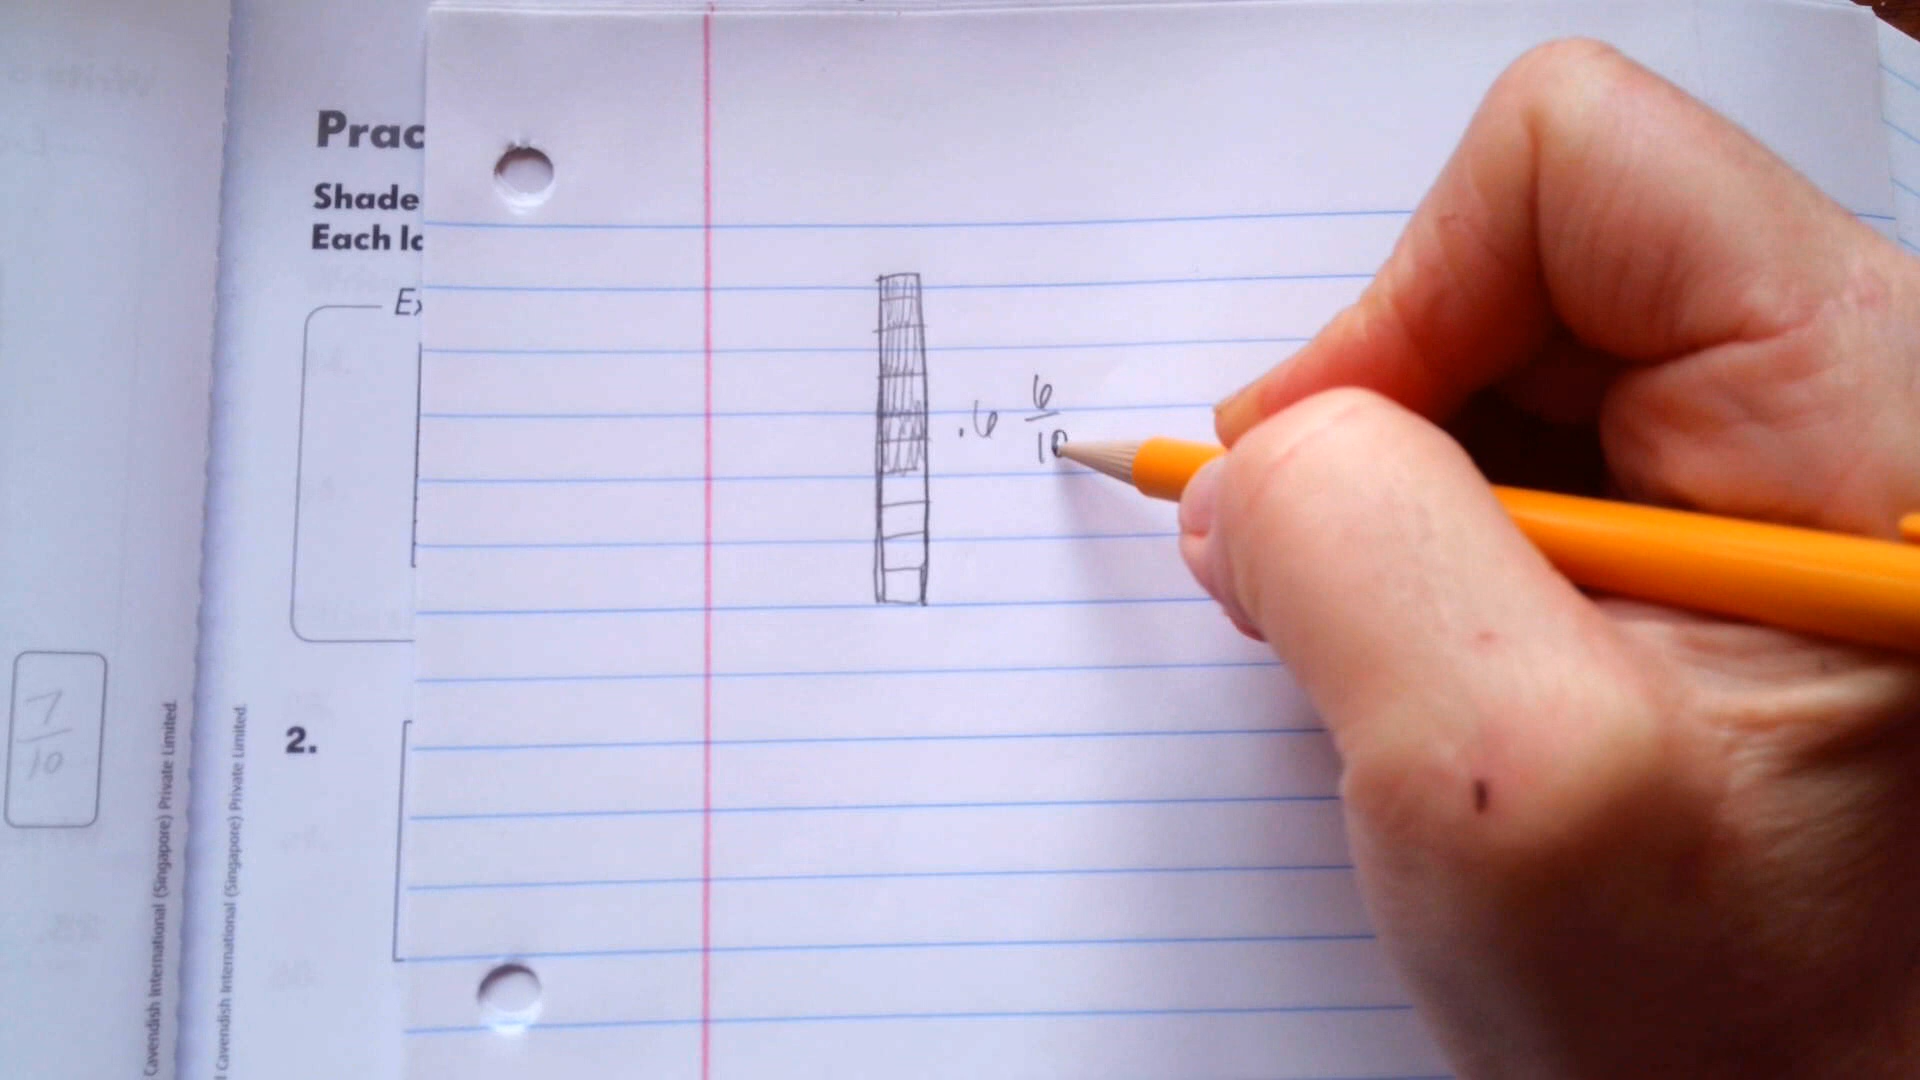 Prac
Shade
Each
Ex
.6 6/10
7/10
2.
Cavendish International (Singapore) Private Limited.
Cavendish International (Singapore) Private Limited.